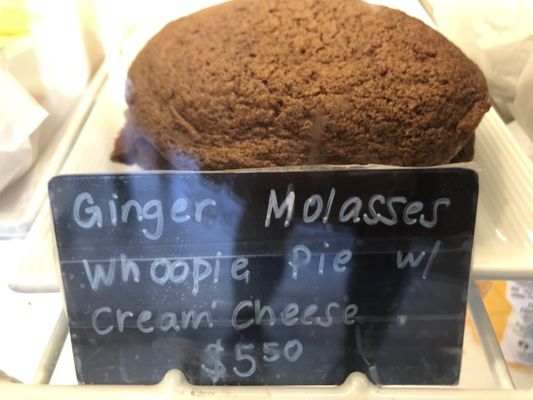 Ginger Molasses
Whoopie Pie w/
Cream Cheese
$550